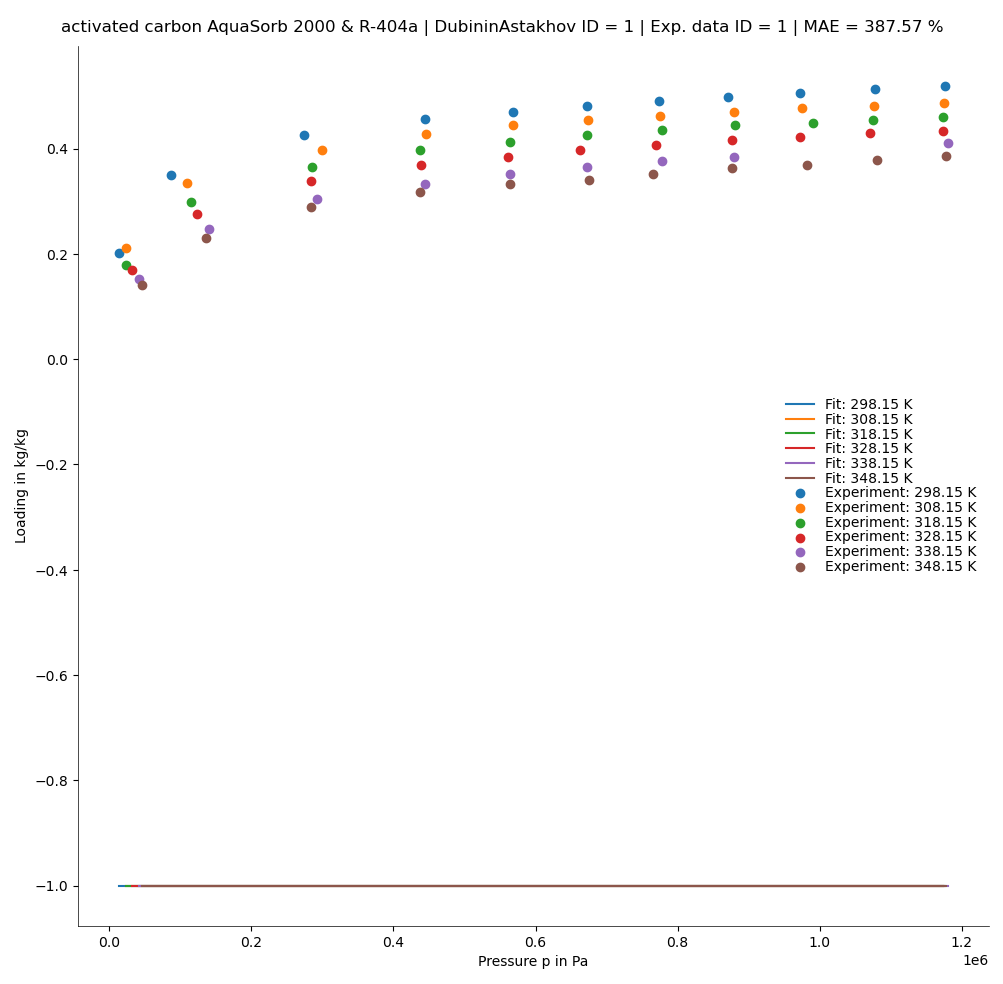 activated carbon AquaSorb 2000 & R-404a | DubininAstakhov ID = 1 | Exp. data ID = 1 | MAE = 387.57 %
Loading in kg/kg
0.4
0.2
0.0
−0.2
−0.4
−0.6
−0.8
−1.0
Fit: 298.15 K
Fit: 308.15 K
Fit: 318.15 K
Fit: 328.15 K
Fit: 338.15 K
Fit: 348.15 K
Experiment: 298.15 K
Experiment: 308.15 K
Experiment: 318.15 K
Experiment: 328.15 K
Experiment: 338.15 K
Experiment: 348.15 K
0.0 0.2 0.4 0.6 0.8 1.0 1.2
1e6
Pressure p in Pa